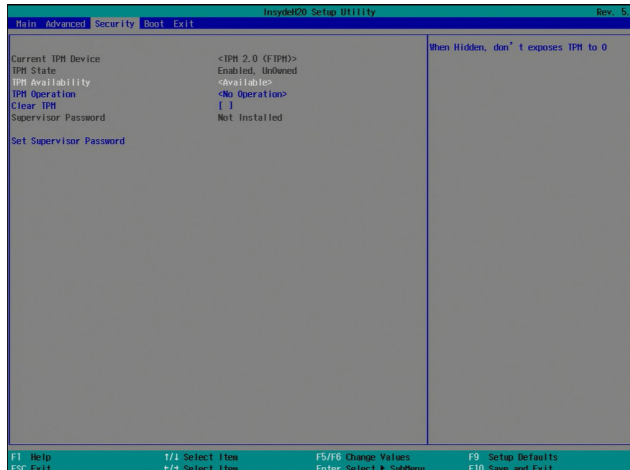 InsydeH2O Setup Utility Rev. 5.
Main Advanced Security Boot Exit
When Hidden, don't exposes TPM to O
Current TPM Device <TPM 2.0 (FTPM)>
TPM State Enabled, UnOwned
TPM Availability <Available>
TPM Operation <No Operation>
Clear TPM [ ]
Supervisor Password Not Installed
Set Supervisor Password
F1 Help ↑/↓ Select Item F5/F6 Change Values F9 Setup Defaults
ESC Exit Select Item Enter Select ▶ SubMenu F10 Save and Exit